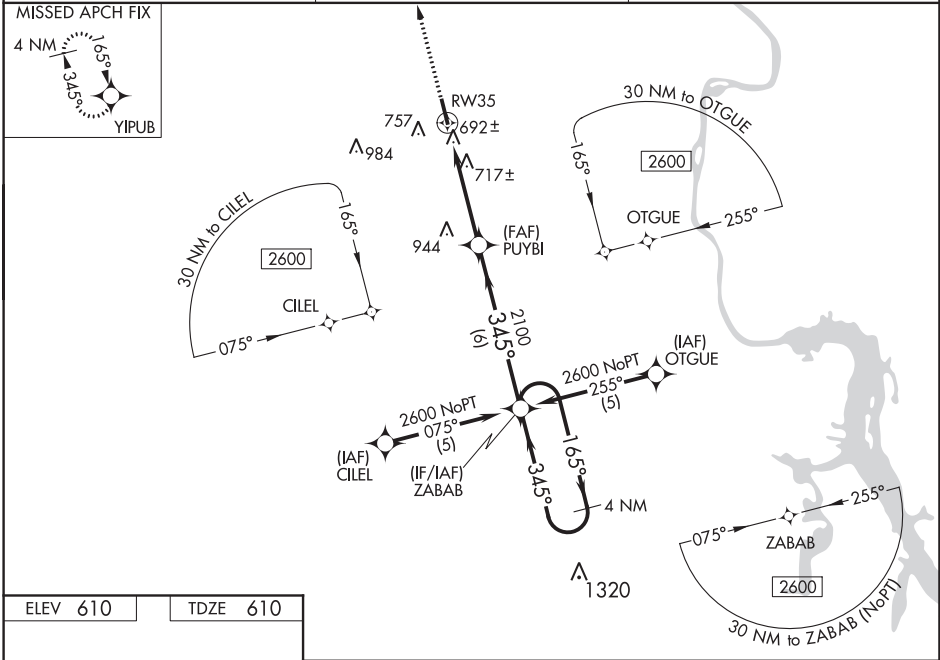 MISSED APCH FIX
4 NM
165°
345°
YIPUB
RW35
757
692±
984
717±
30 NM to OTGUE
165°
2600
OTGUE
255°
30 NM to CILEL
165°
2600
CILEL
075°
944
(FAF)
PUYBI
2100
345°
(6)
(IAF)
OTGUE
2600 NoPT
255°
(5)
2600 NoPT
075°
(5)
(IAF)
CILEL
(IF/IAF)
ZABAB
345°
165°
4 NM
1320
075°
255°
ZABAB
2600
30 NM to ZABAB (NoPT)
ELEV 610
TDZE 610